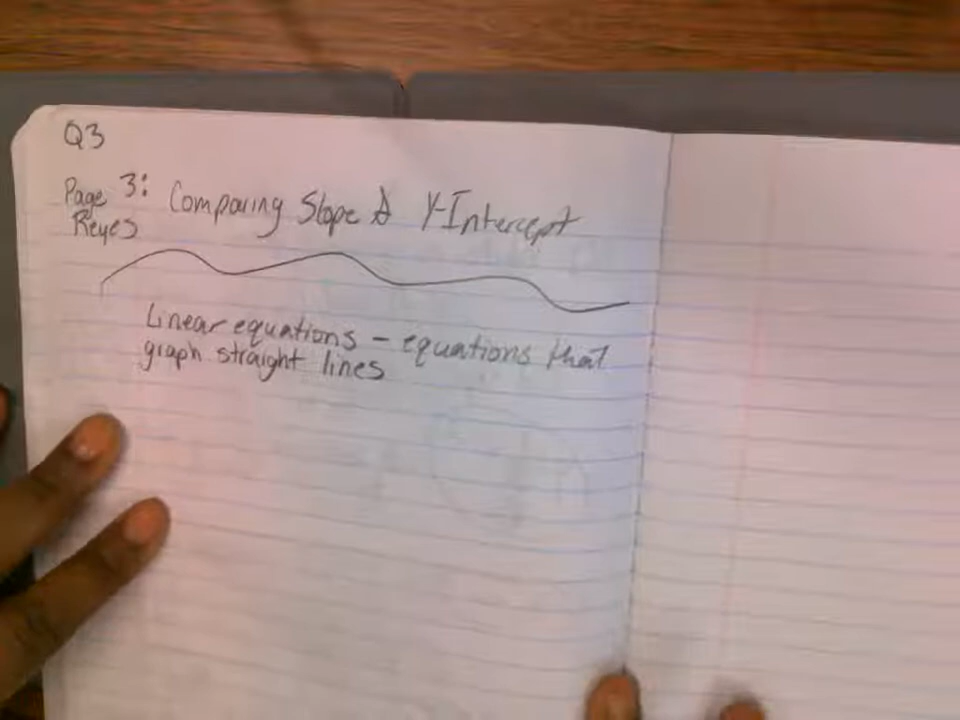 Q3
Page 3: Comparing Slope & Y-Intercept
Reyes
Linear equations - equations that
graph straight lines